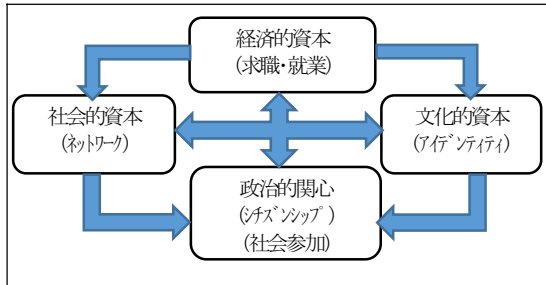 経済的資本
(求職・就業)
社会的資本
(ﾈｯﾄﾜｰｸ)
文化的資本
(ｱｲﾃﾞﾝﾃｨﾃｨ)
政治的関心
(ｼﾁｽﾞﾝｼｯﾌﾟ)
(社会参加)